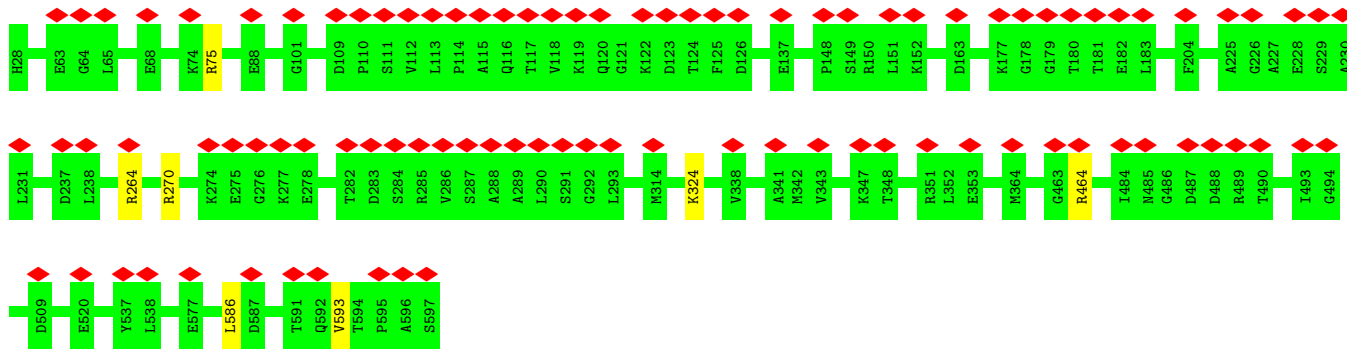 H28 E63 G64 L65 E68 K74 R75 E88 G101 D109 P110 S111 V112 L113 P114 A115 Q116 T117 V118 K119 Q120 G121 K122 D123 T124 F125 D126 E137 P148 S149 R150 L151 K152 D163 K177 G178 G179 T180 T181 E182 L183 F204 A225 G226 A227 E228 S229 A230
L231 D237 L238 R264 R270 K274 E275 G276 K277 E278 T282 D283 S284 R285 V286 S287 A288 A289 L290 S291 G292 L293 M314 K324 V338 A341 M342 V343 K347 T348 R351 L352 E353 M364 G463 R464 I484 N485 G486 D487 D488 R489 T490 I493 G494
D509 E520 Y537 L538 E577 L586 D587 T591 Q592 V593 T594 P595 A596 S597